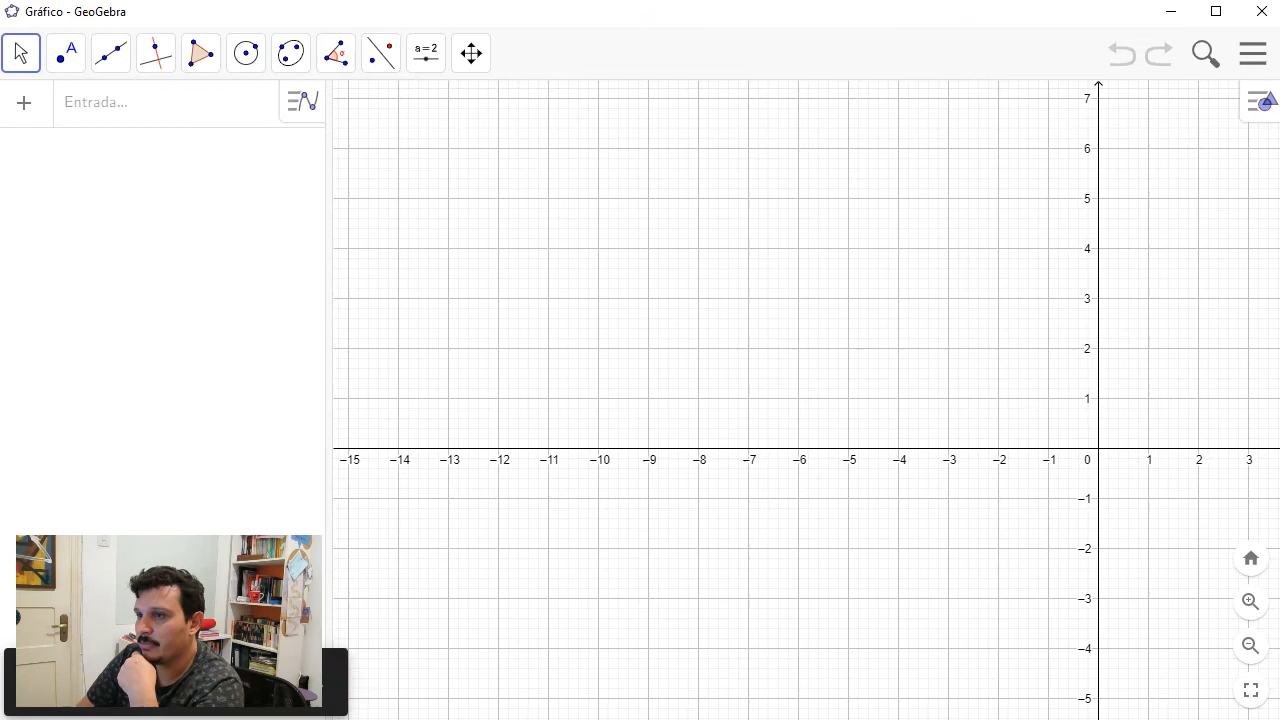 Gráfico - GeoGebra
A
a=2
Entrada...
7
6
5
4
3
2
1
−15 −14 −13 −12 −11 −10 −9 −8 −7 −6 −5 −4 −3 −2 −1 0 1 2 3
−1
−2
−3
−4
−5